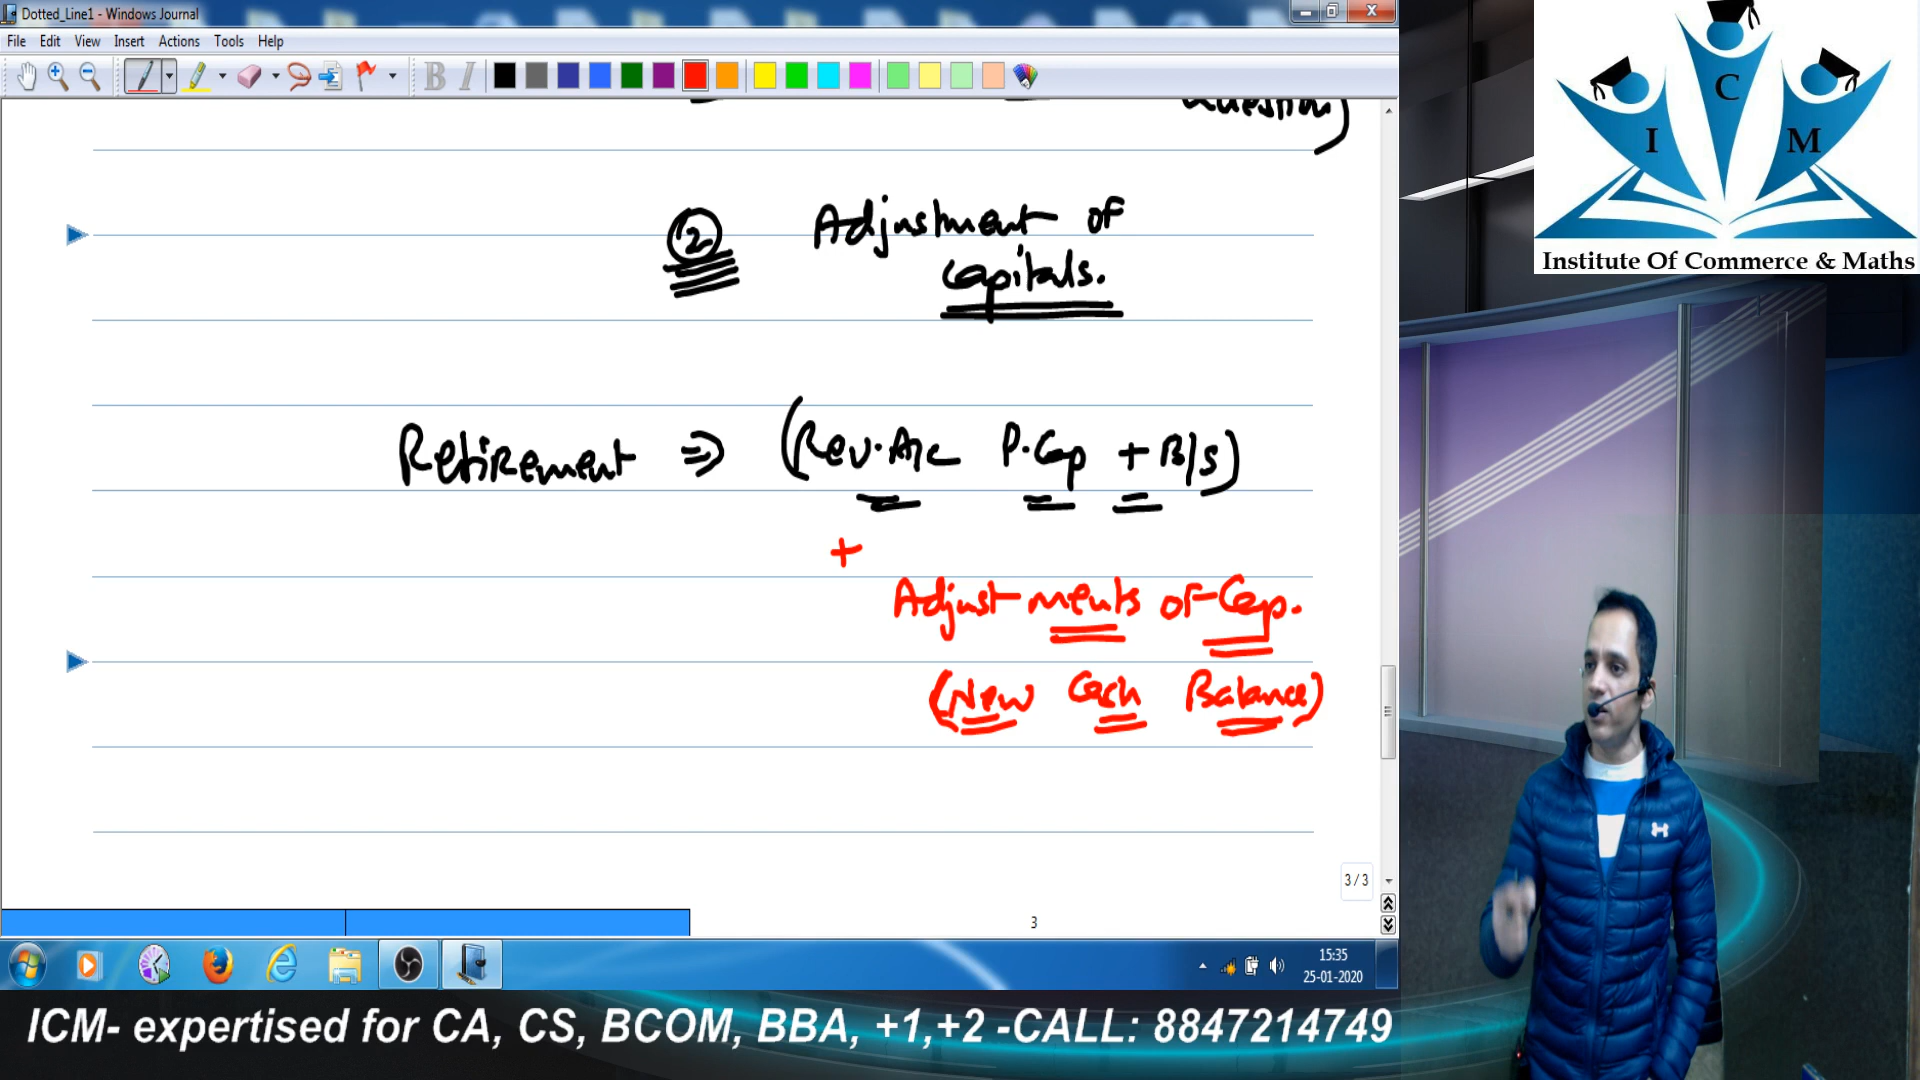 Dotted_Line1 - Windows Journal
File Edit View Insert Actions Tools Help
B I
Question)
② Adjustment of
Capitals.
Retirement ⇒ (Rev. A/c P. Cap + B/S)
+
Adjustments of Cap.
(New Cash Balance)
3 / 3
3
15:35
25-01-2020
I C M
Institute Of Commerce & Maths
ICM- expertised for CA, CS, BCOM, BBA, +1,+2 -CALL: 8847214749